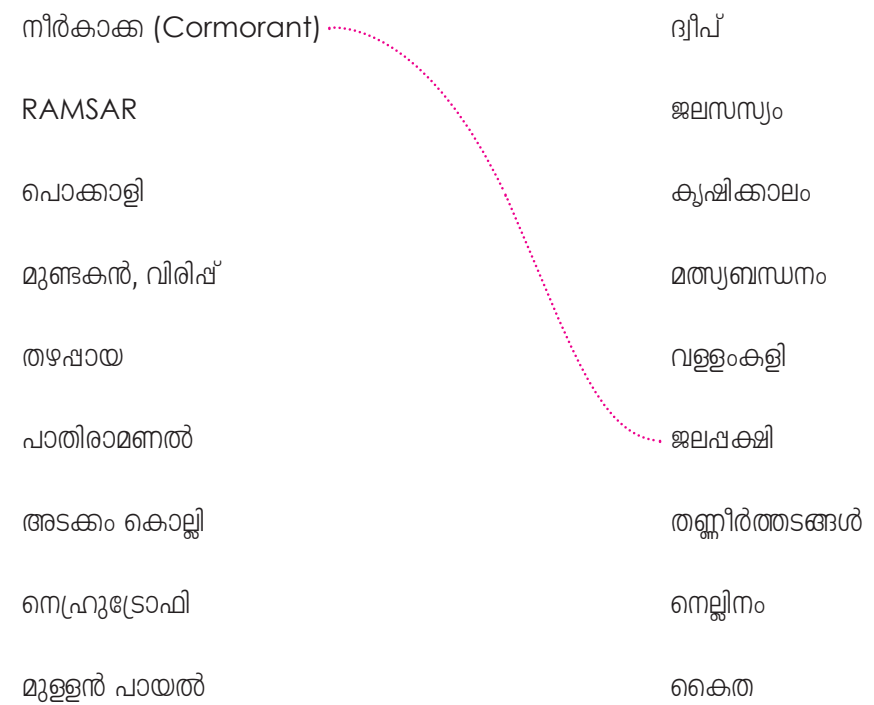 നീർകാക്ക (Cormorant) ദ്വീപ്
RAMSAR ജലസസ്യം
പൊക്കാളി കൃഷിക്കാലം
മുണ്ടകൻ, വിരിപ്പ് മത്സ്യബന്ധനം
തഴപ്പായ വള്ളംകളി
പാതിരാമണൽ ജലപ്പക്ഷി
അടക്കം കൊല്ലി തണ്ണീർത്തടങ്ങൾ
നെഹ്രുട്രോഫി നെല്ലിനം
മുള്ളൻ പായൽ കൈത